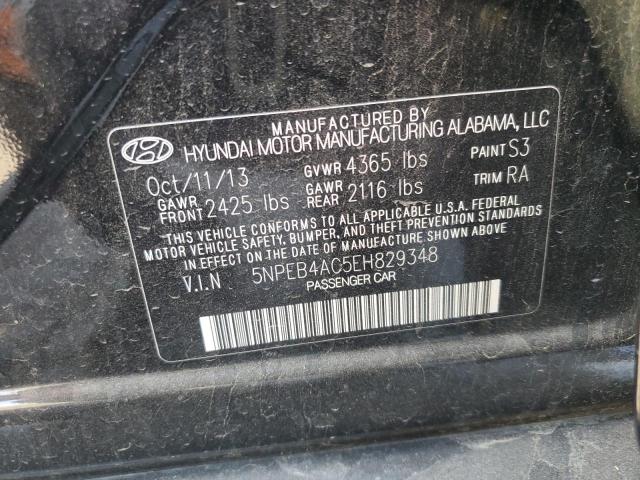 MANUFACTURED BY
HYUNDAI MOTOR MANUFACTURING ALABAMA, LLC
Oct/11/13 GVWR 4365 lbs PAINT S3
GAWR FRONT 2425 lbs GAWR REAR 2116 lbs TRIM RA
THIS VEHICLE CONFORMS TO ALL APPLICABLE U.S.A. FEDERAL
MOTOR VEHICLE SAFETY, BUMPER, AND THEFT PREVENTION
STANDARDS IN EFFECT ON THE DATE OF MANUFACTURE SHOWN ABOVE
V.I.N 5NPEB4AC5EH829348
PASSENGER CAR